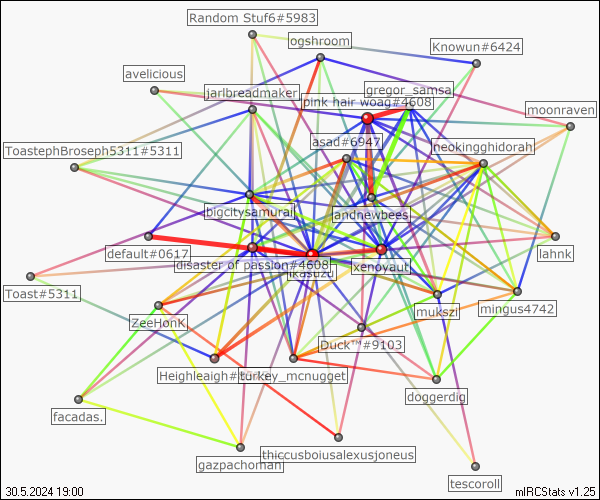 Random Stuf6#5983
ogshroom
Knowun#6424
avelicious
jarlbreadmaker
gregor_samsa
pink hair woag#4608
moonraven
asad#6947
neokingghidorah
ToastephBroseph5311#5311
bigcitysamurai
andnewbees
default#0617
lahnk
disaster of passion#4608
ikasuzu
xenoyaut
Toast#5311
mukszil
mingus4742
ZeeHonK
Duck™#9103
Heighleaigh#
turkey_mcnugget
doggerdig
facadas.
gazpachoman
thiccusboiusalexusjoneus
tescoroll
30.5.2024 19:00
mIRCStats v1.25